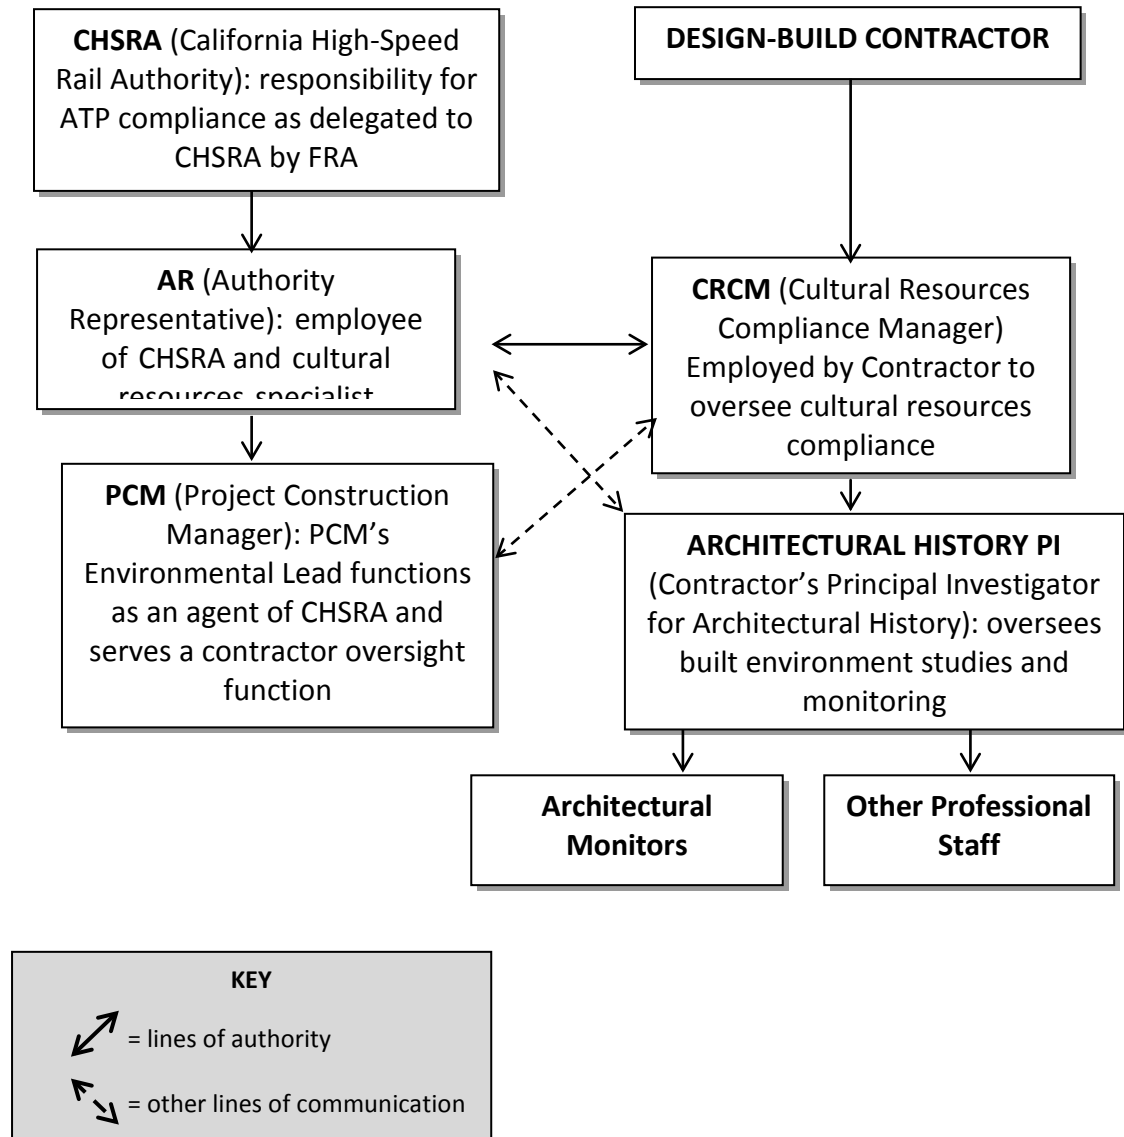 CHSRA (California High-Speed
Rail Authority): responsibility for
ATP compliance as delegated to
CHSRA by FRA
DESIGN-BUILD CONTRACTOR
AR (Authority
Representative): employee
of CHSRA and cultural
resources specialist
CRCM (Cultural Resources
Compliance Manager)
Employed by Contractor to
oversee cultural resources
compliance
PCM (Project Construction
Manager): PCM’s
Environmental Lead functions
as an agent of CHSRA and
serves a contractor oversight
function
ARCHITECTURAL HISTORY PI
(Contractor’s Principal Investigator
for Architectural History): oversees
built environment studies and
monitoring
Architectural
Monitors
Other Professional
Staff
KEY
= lines of authority
= other lines of communication